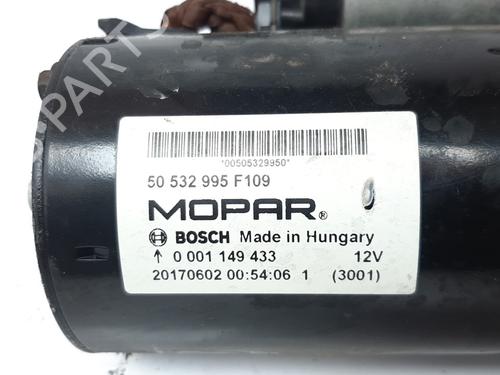 *00505329950*
50 532 995 F109
MOPAR®
BOSCH Made in Hungary
↑ 0 001 149 433 12V
20170602 00:54:06 1 (3001)